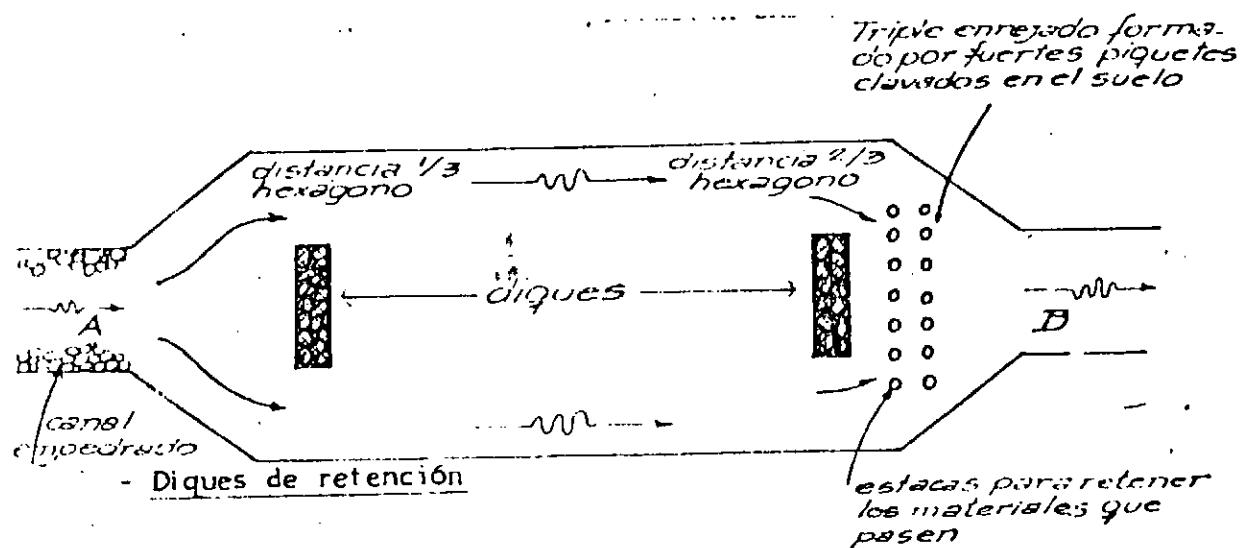 Triple enrejado forma-
do por fuertes piquetes
clavados en el suelo
distancia 1/3
hexagono
distancia 2/3
hexagono
diques
A
B
canal
empedrado
- Diques de retención
estacas para retener
los materiales que
pasen